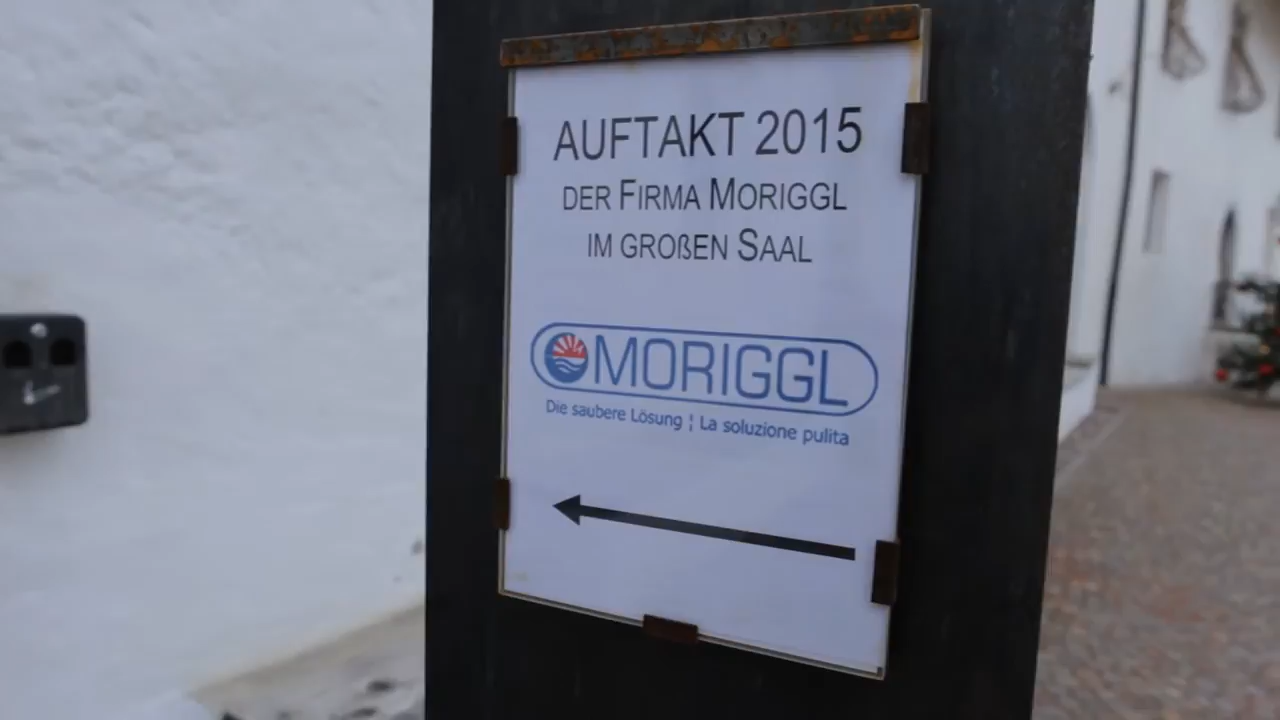 AUFTAKT 2015
DER FIRMA MORIGGL
IM GROßEN SAAL
MORIGGL
Die saubere Lösung ¦ La soluzione pulita